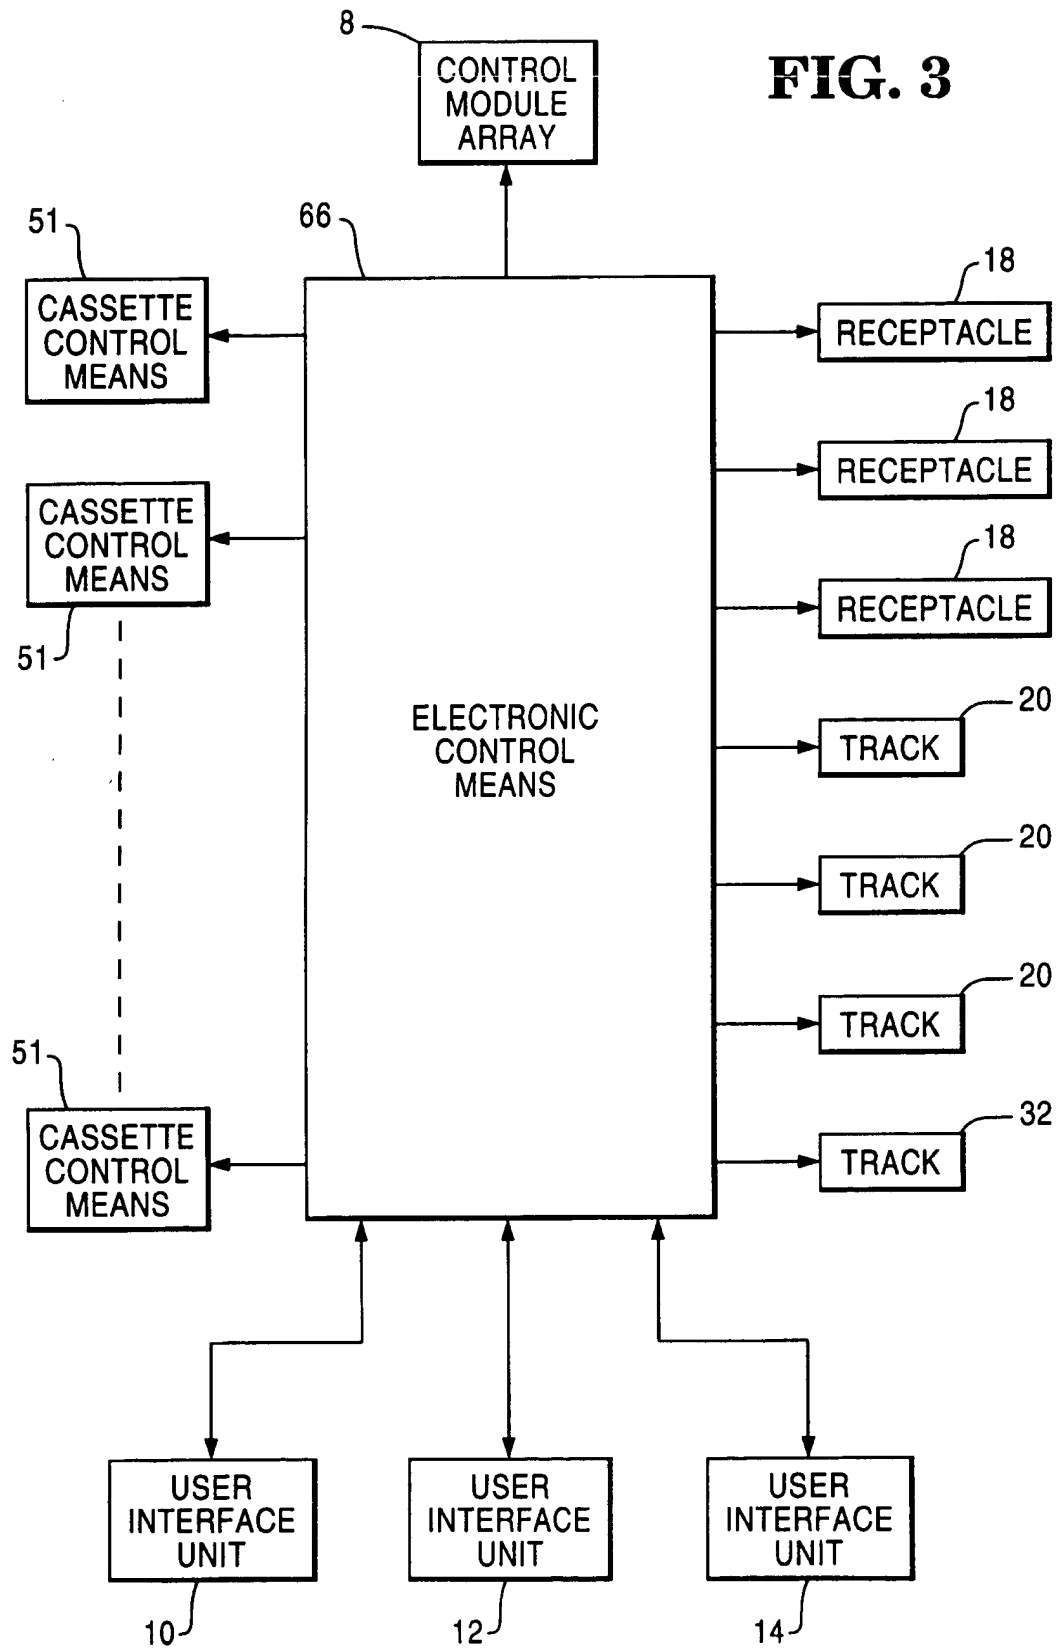 8
CONTROL
MODULE
ARRAY
FIG. 3
51
CASSETTE
CONTROL
MEANS
66
18
RECEPTACLE
18
RECEPTACLE
CASSETTE
CONTROL
MEANS
51
18
RECEPTACLE
ELECTRONIC
CONTROL
MEANS
20
TRACK
20
TRACK
20
TRACK
51
CASSETTE
CONTROL
MEANS
32
TRACK
USER
INTERFACE
UNIT
10
USER
INTERFACE
UNIT
12
USER
INTERFACE
UNIT
14